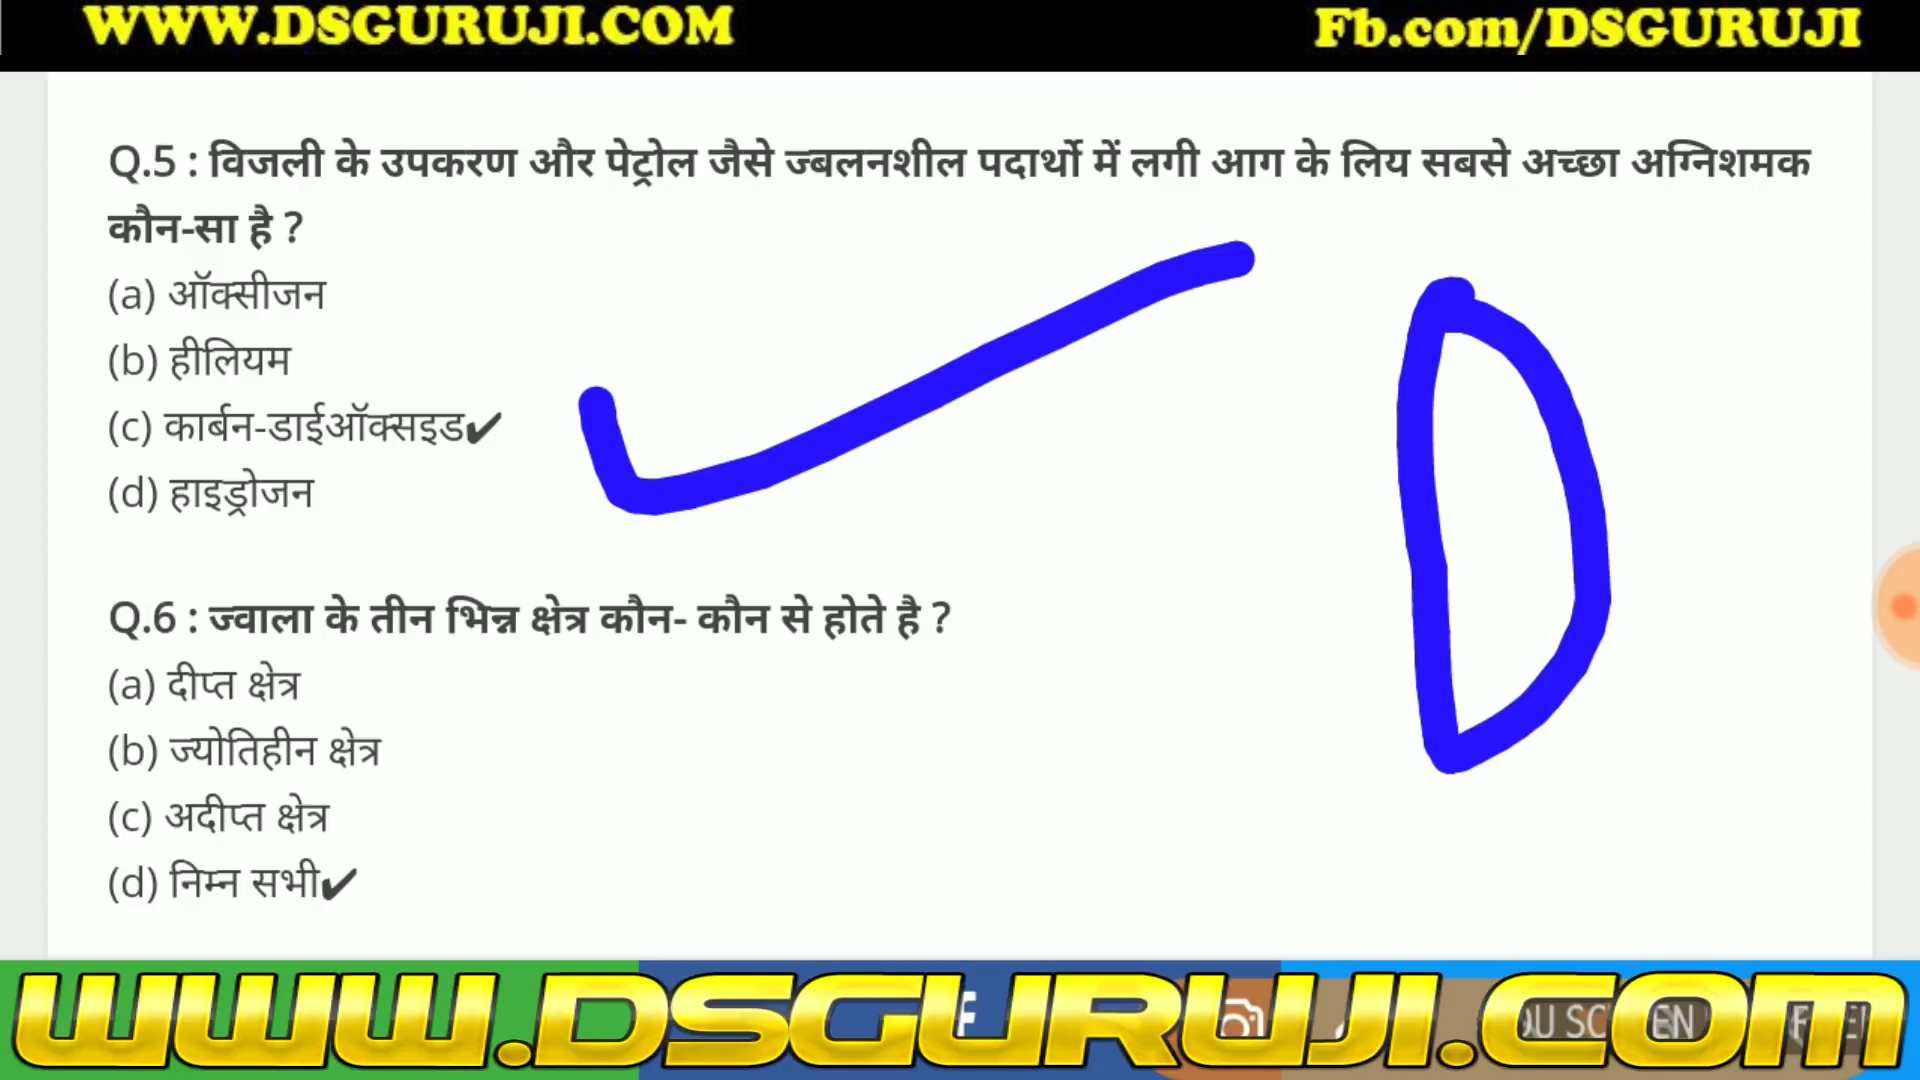 WWW.DSGURUJI.COM Fb.com/DSGURUJI
Q.5 : विजली के उपकरण और पेट्रोल जैसे ज्बलनशील पदार्थो में लगी आग के लिय सबसे अच्छा अग्निशमक
कौन-सा है ?
(a) ऑक्सीजन
(b) हीलियम
(c) कार्बन-डाईऑक्सइड✔
(d) हाइड्रोजन
D
Q.6 : ज्वाला के तीन भिन्न क्षेत्र कौन- कौन से होते है ?
(a) दीप्त क्षेत्र
(b) ज्योतिहीन क्षेत्र
(c) अदीप्त क्षेत्र
(d) निम्न सभी✔
WWW.DSGURUJI.COM